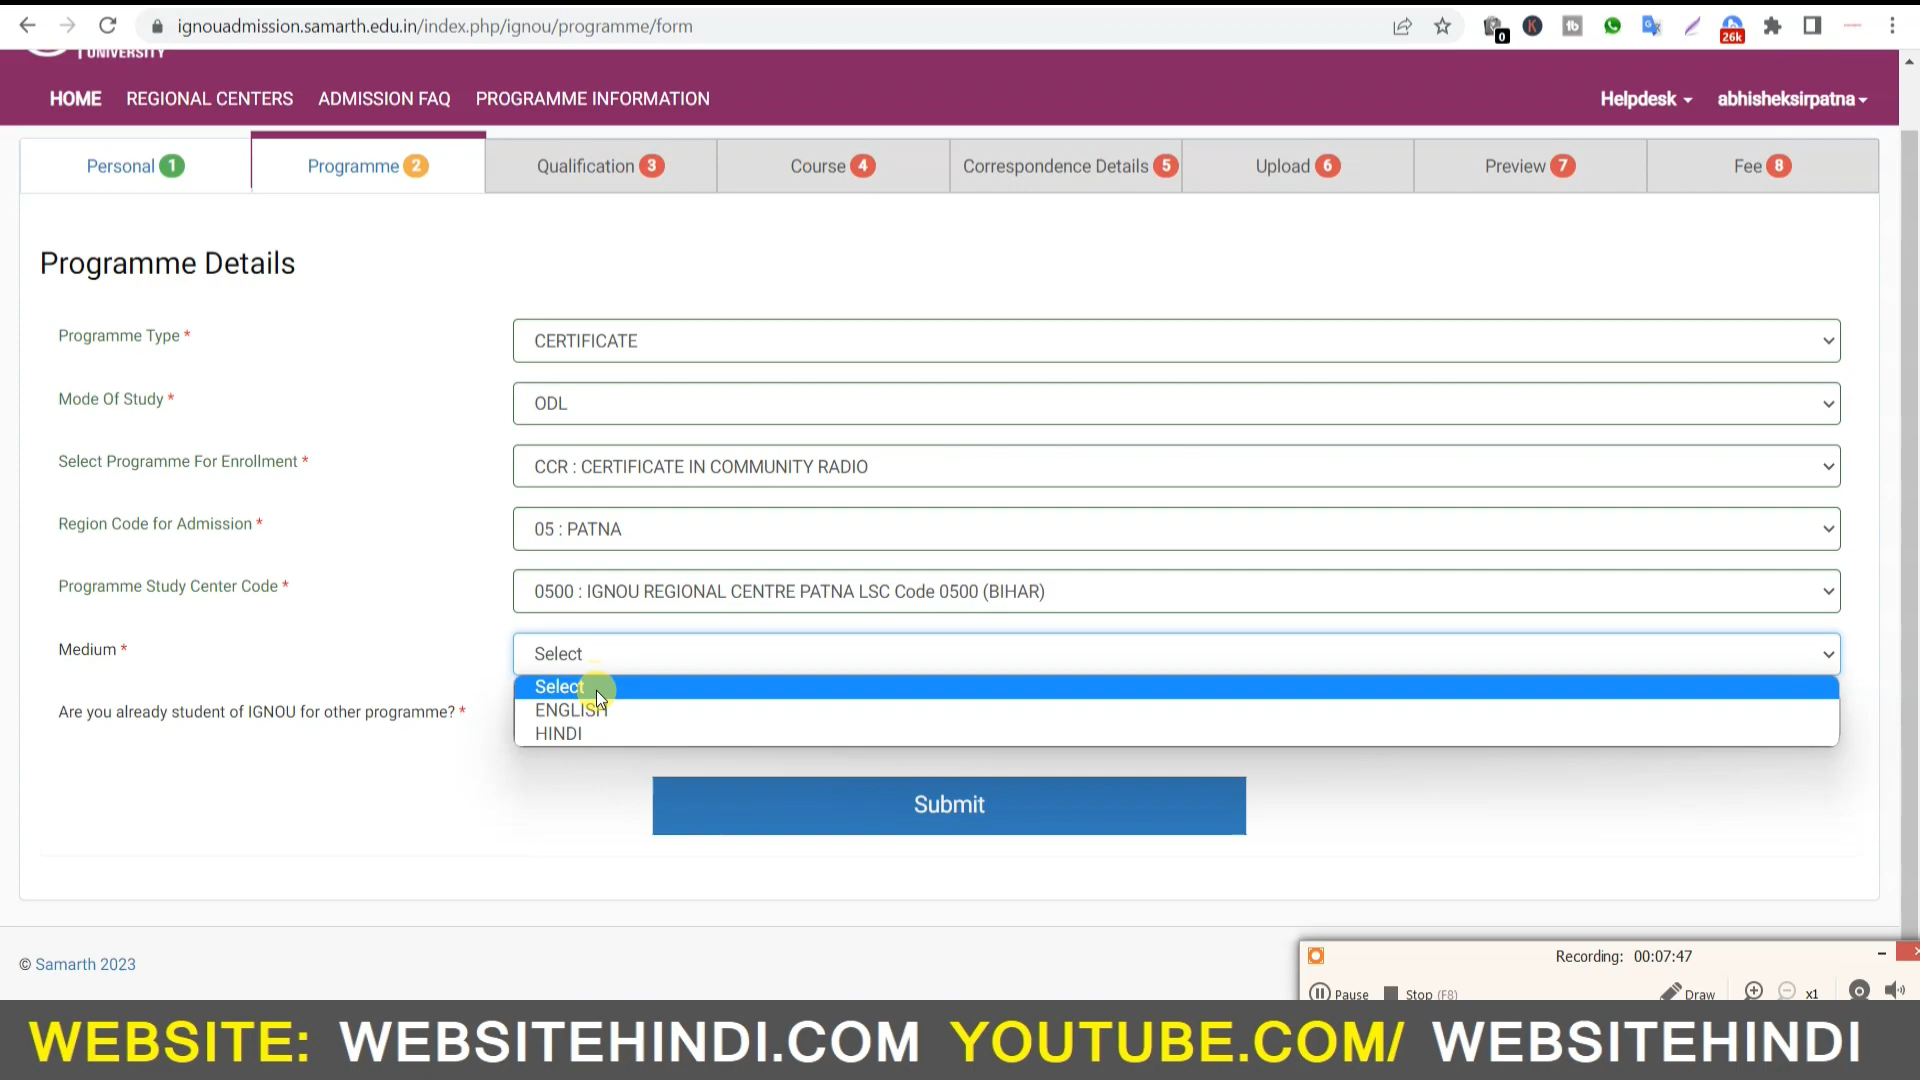 ignouadmission.samarth.edu.in/index.php/ignou/programme/form
0
K
tb
26k
UNIVERSITY
HOME REGIONAL CENTERS ADMISSION FAQ PROGRAMME INFORMATION Helpdesk abhisheksirpatna
Personal 1 Programme 2 Qualification 3 Course 4 Correspondence Details 5 Upload 6 Preview 7 Fee 8
Programme Details
Programme Type * CERTIFICATE
Mode Of Study * ODL
Select Programme For Enrollment * CCR : CERTIFICATE IN COMMUNITY RADIO
Region Code for Admission * 05 : PATNA
Programme Study Center Code * 0500 : IGNOU REGIONAL CENTRE PATNA LSC Code 0500 (BIHAR)
Medium * Select
Select
Are you already student of IGNOU for other programme? * ENGLISH
HINDI
Submit
© Samarth 2023
Recording: 00:07:47
Pause Stop (F8) Draw x1
WEBSITE: WEBSITEHINDI.COM YOUTUBE.COM/ WEBSITEHINDI